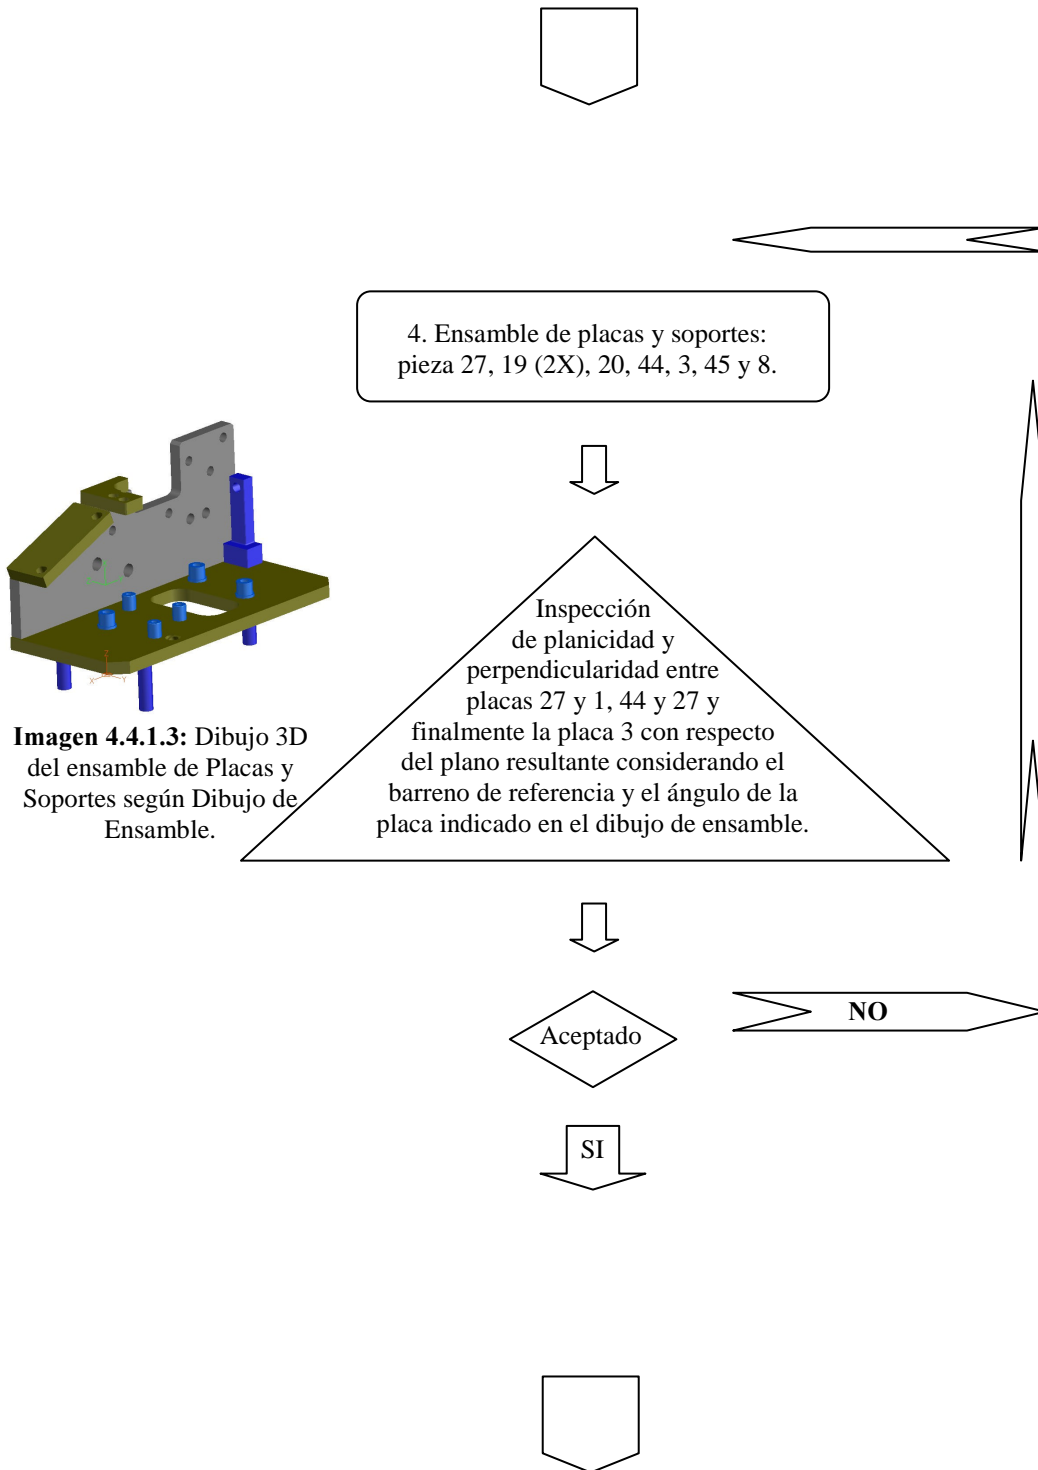 4. Ensamble de placas y soportes:
pieza 27, 19 (2X), 20, 44, 3, 45 y 8.
Inspección
de planicidad y
perpendicularidad entre
placas 27 y 1, 44 y 27 y
finalmente la placa 3 con respecto
del plano resultante considerando el
barreno de referencia y el ángulo de la
placa indicado en el dibujo de ensamble.
Imagen 4.4.1.3: Dibujo 3D
del ensamble de Placas y
Soportes según Dibujo de
Ensamble.
Aceptado
NO
SI